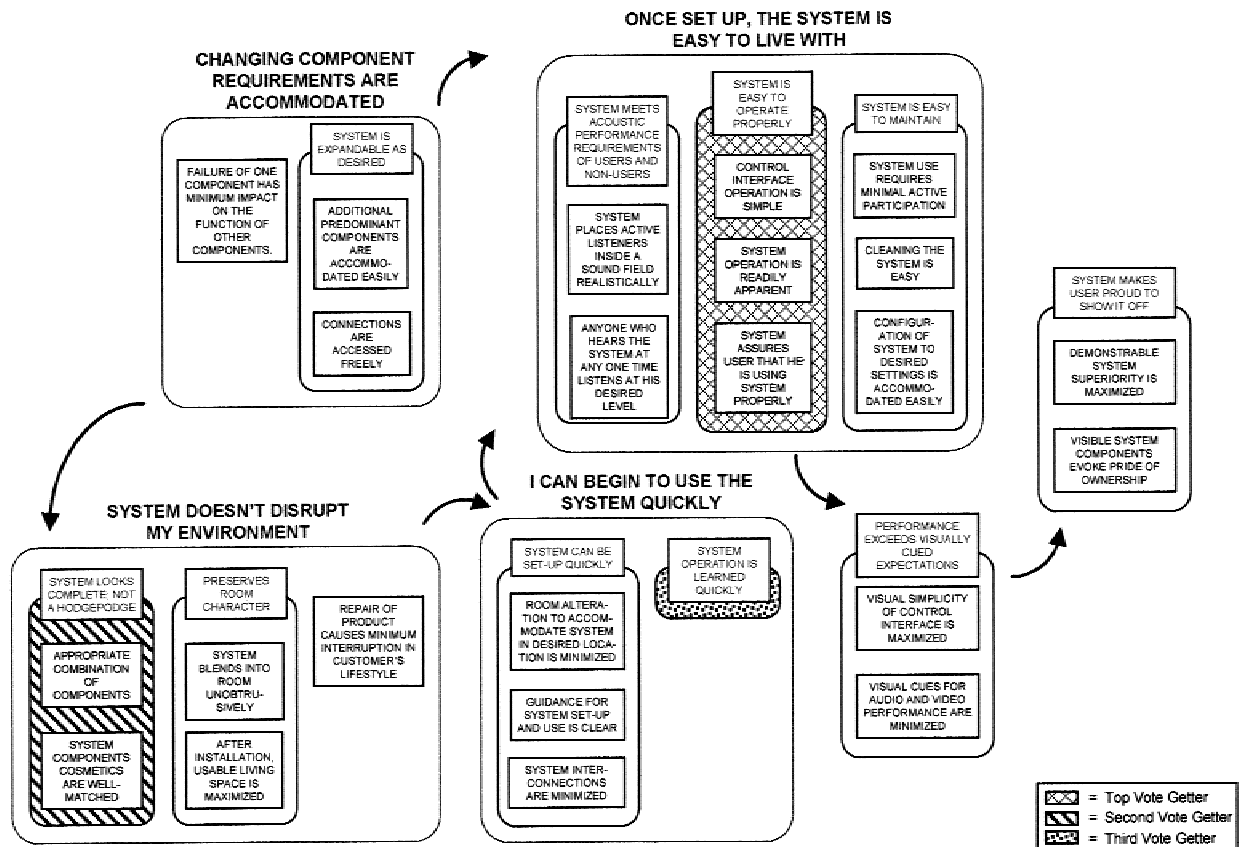 ONCE SET UP, THE SYSTEM IS
EASY TO LIVE WITH
CHANGING COMPONENT
REQUIREMENTS ARE
ACCOMMODATED
FAILURE OF ONE
COMPONENT HAS
MINIMUM IMPACT
ON THE
FUNCTION OF
OTHER
COMPONENTS.
SYSTEM IS
EXPANDABLE AS
DESIRED
ADDITIONAL
PREDOMINANT
COMPONENTS
ARE
ACCOMMO-
DATED EASILY
CONNECTIONS
ARE
ACCESSED
FREELY
SYSTEM MEETS
ACOUSTIC
PERFORMANCE
REQUIREMENTS
OF USERS AND
NON-USERS
SYSTEM
PLACES ACTIVE
LISTENERS
INSIDE A
SOUND FIELD
REALISTICALLY
ANYONE WHO
HEARS THE
SYSTEM AT
ANY ONE TIME
LISTENS AT HIS
DESIRED
LEVEL
SYSTEM IS
EASY TO
OPERATE
PROPERLY
CONTROL
INTERFACE
OPERATION IS
SIMPLE
SYSTEM
OPERATION IS
READILY
APPARENT
SYSTEM
ASSURES
USER THAT HE
IS USING
SYSTEM
PROPERLY
SYSTEM IS EASY
TO MAINTAIN
SYSTEM USE
REQUIRES
MINIMAL ACTIVE
PARTICIPATION
CLEANING THE
SYSTEM IS
EASY
CONFIGUR-
ATION OF
SYSTEM TO
DESIRED
SETTINGS IS
ACCOMMO-
DATED EASILY
SYSTEM MAKES
USER PROUD TO
SHOW IT OFF
DEMONSTRABLE
SYSTEM
SUPERIORITY IS
MAXIMIZED
VISIBLE SYSTEM
COMPONENTS
EVOKE PRIDE OF
OWNERSHIP
SYSTEM DOESN'T DISRUPT
MY ENVIRONMENT
SYSTEM LOOKS
COMPLETE; NOT
A HODGEPODGE
APPROPRIATE
COMBINATION
OF
COMPONENTS
SYSTEM
COMPONENTS
COSMETICS
ARE WELL-
MATCHED
PRESERVES
ROOM
CHARACTER
SYSTEM
BLENDS INTO
ROOM
UNOBTRU-
SIVELY
AFTER
INSTALLATION,
USABLE LIVING
SPACE IS
MAXIMIZED
REPAIR OF
PRODUCT
CAUSES MINIMUM
INTERRUPTION IN
CUSTOMER'S
LIFESTYLE
I CAN BEGIN TO USE THE
SYSTEM QUICKLY
SYSTEM CAN BE
SET-UP QUICKLY
ROOM ALTERA-
TION TO ACCOM-
MODATE SYSTEM
IN DESIRED LOCA-
TION IS MINIMIZED
GUIDANCE FOR
SYSTEM SET-UP
AND USE IS CLEAR
SYSTEM INTER-
CONNECTIONS
ARE MINIMIZED
SYSTEM
OPERATION IS
LEARNED
QUICKLY
PERFORMANCE
EXCEEDS VISUALLY
CUED
EXPECTATIONS
VISUAL SIMPLICITY
OF CONTROL
INTERFACE IS
MAXIMIZED
VISUAL CUES FOR
AUDIO AND VIDEO
PERFORMANCE ARE
MINIMIZED
= Top Vote Getter
= Second Vote Getter
= Third Vote Getter